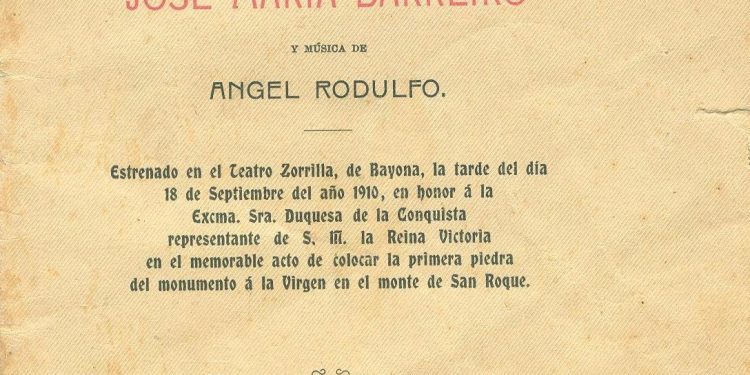 JOSÉ MARÍA BARREIRO
Y MÚSICA DE
ANGEL RODULFO.
Estrenado en el Teatro Zorrilla, de Bayona, la tarde del día
18 de Septiembre del año 1910, en honor á la
Excma. Sra. Duquesa de la Conquista
representante de S. M. la Reina Victoria
en el memorable acto de colocar la primera piedra
del monumento á la Virgen en el monte de San Roque.